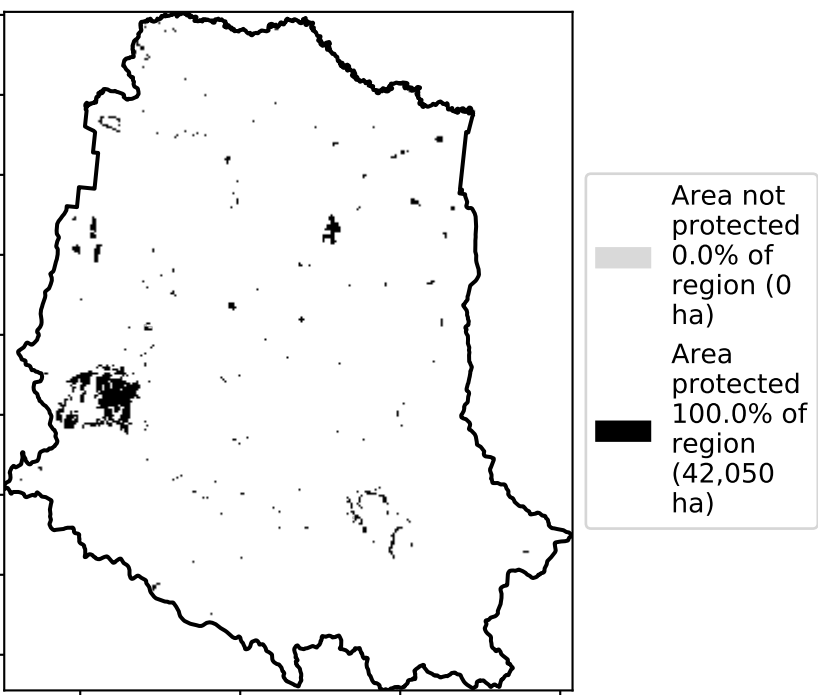 Area not
protected
0.0% of
region (0
ha)
Area
protected
100.0% of
region
(42,050
ha)